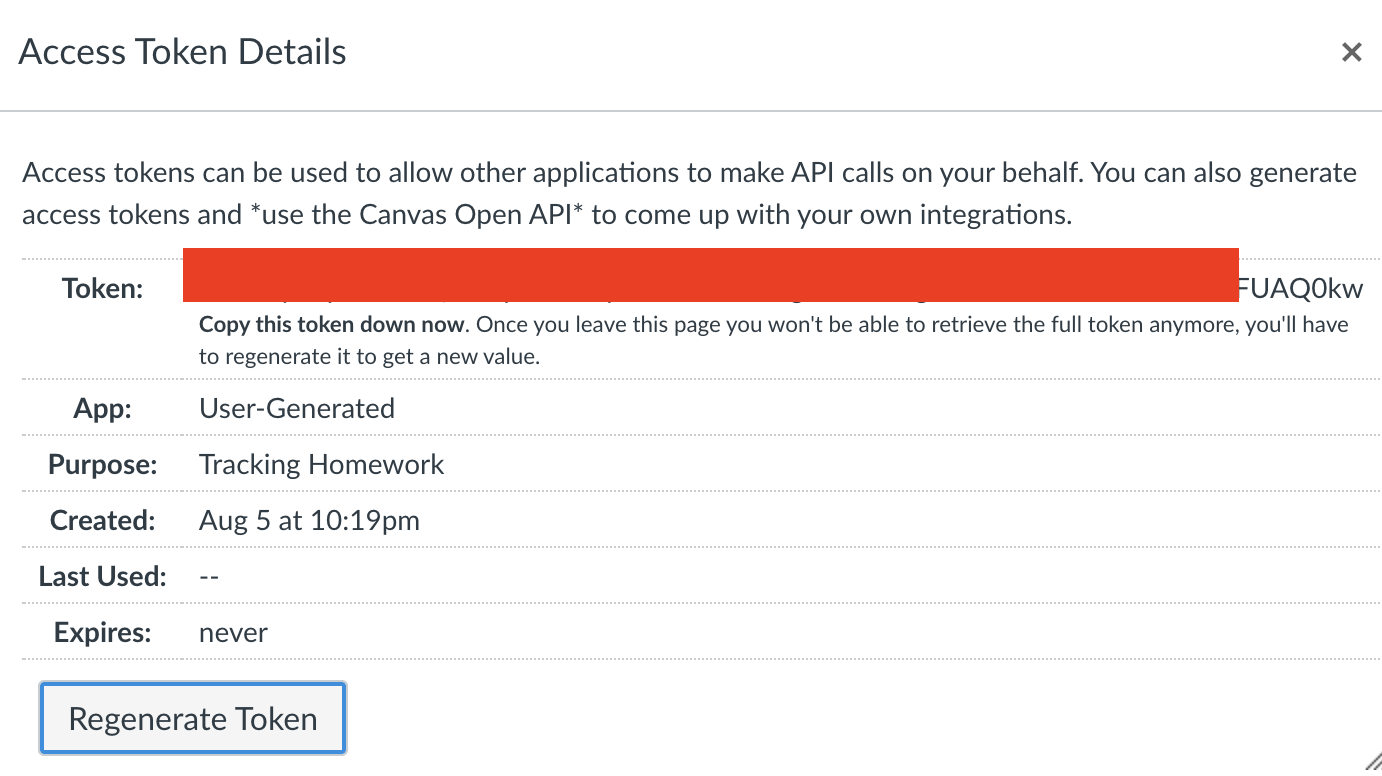 Access Token Details
×
Access tokens can be used to allow other applications to make API calls on your behalf. You can also generate
access tokens and *use the Canvas Open API* to come up with your own integrations.
Token: FUAQ0kw
Copy this token down now. Once you leave this page you won't be able to retrieve the full token anymore, you'll have
to regenerate it to get a new value.
App: User-Generated
Purpose: Tracking Homework
Created: Aug 5 at 10:19pm
Last Used: --
Expires: never
Regenerate Token